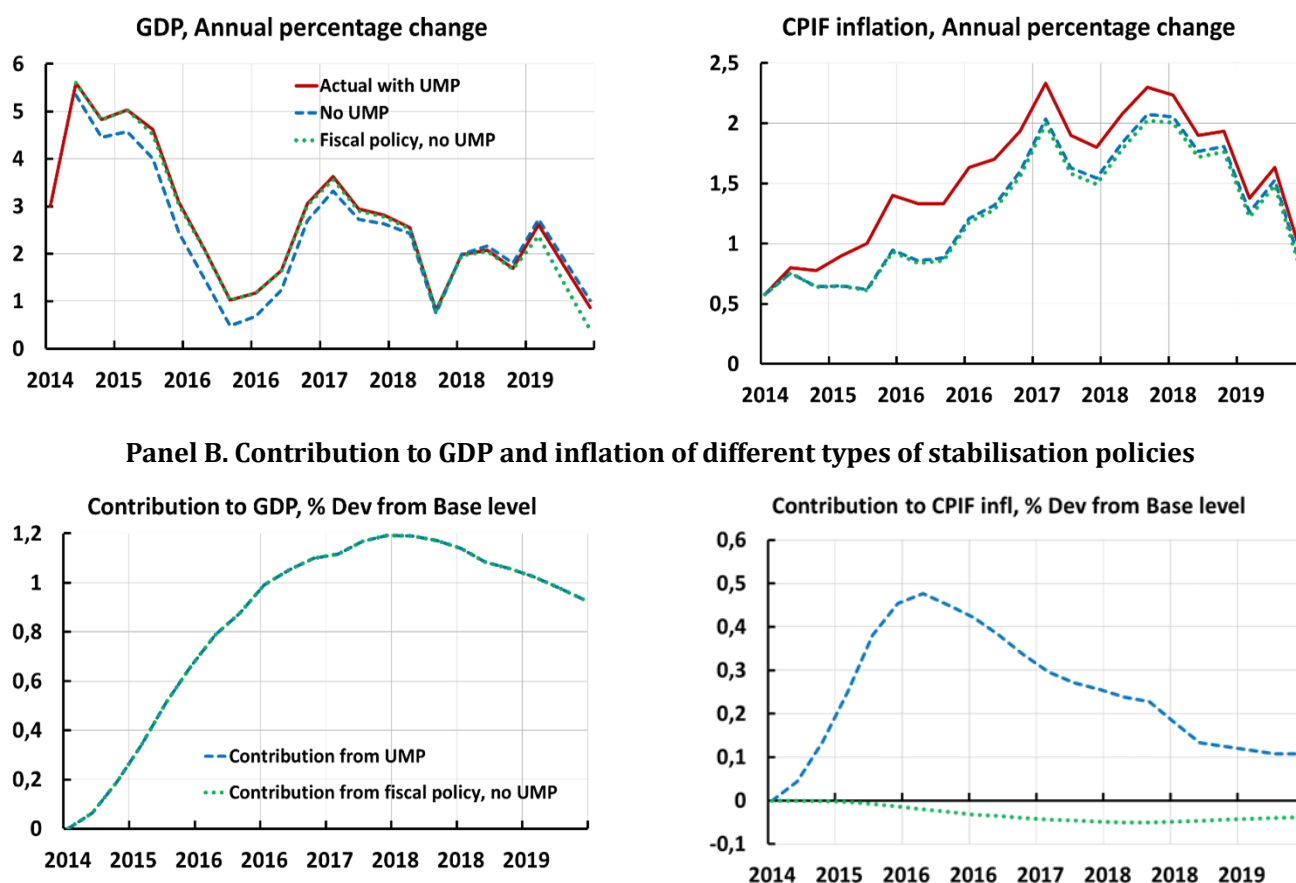 GDP, Annual percentage change
6
5
4
3
2
1
0
2014 2015 2016 2016 2017 2018 2018 2019
Actual with UMP
No UMP
Fiscal policy, no UMP
CPIF inflation, Annual percentage change
2,5
2
1,5
1
0,5
0
2014 2015 2016 2016 2017 2018 2018 2019
Panel B. Contribution to GDP and inflation of different types of stabilisation policies
Contribution to GDP, % Dev from Base level
1,2
1
0,8
0,6
0,4
0,2
0
2014 2015 2016 2016 2017 2018 2018 2019
Contribution from UMP
Contribution from fiscal policy, no UMP
Contribution to CPIF infl, % Dev from Base level
0,6
0,5
0,4
0,3
0,2
0,1
0
-0,1
2014 2015 2016 2016 2017 2018 2018 2019